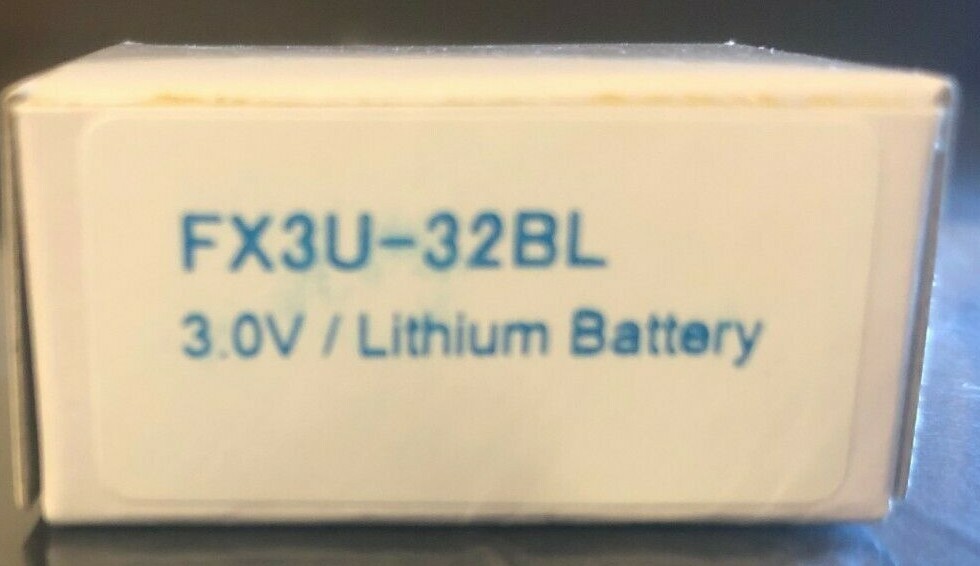 FX3U-32BL
3.0V / Lithium Battery